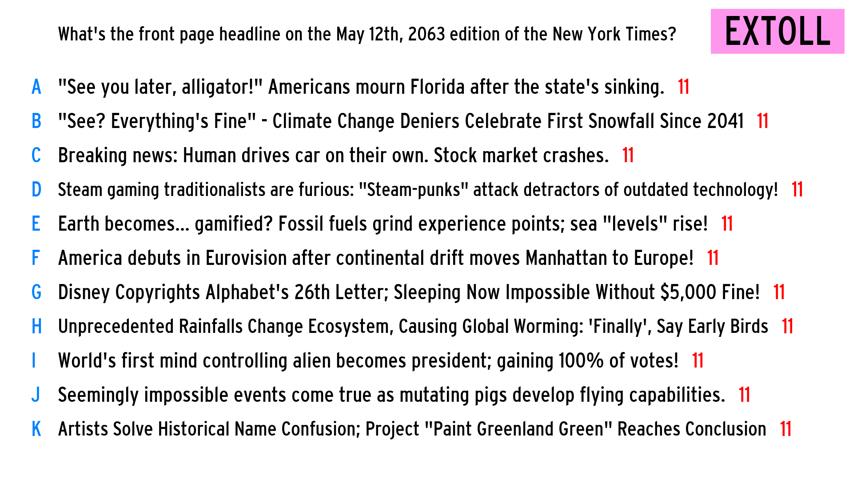 What's the front page headline on the May 12th, 2063 edition of the New York Times?
EXTOLL
A "See you later, alligator!" Americans mourn Florida after the state's sinking. 11
B "See? Everything's Fine" - Climate Change Deniers Celebrate First Snowfall Since 2041 11
C Breaking news: Human drives car on their own. Stock market crashes. 11
D Steam gaming traditionalists are furious: "Steam-punks" attack detractors of outdated technology! 11
E Earth becomes... gamified? Fossil fuels grind experience points; sea "levels" rise! 11
F America debuts in Eurovision after continental drift moves Manhattan to Europe! 11
G Disney Copyrights Alphabet's 26th Letter; Sleeping Now Impossible Without $5,000 Fine! 11
H Unprecedented Rainfalls Change Ecosystem, Causing Global Worming: 'Finally', Say Early Birds 11
I World's first mind controlling alien becomes president; gaining 100% of votes! 11
J Seemingly impossible events come true as mutating pigs develop flying capabilities. 11
K Artists Solve Historical Name Confusion; Project "Paint Greenland Green" Reaches Conclusion 11